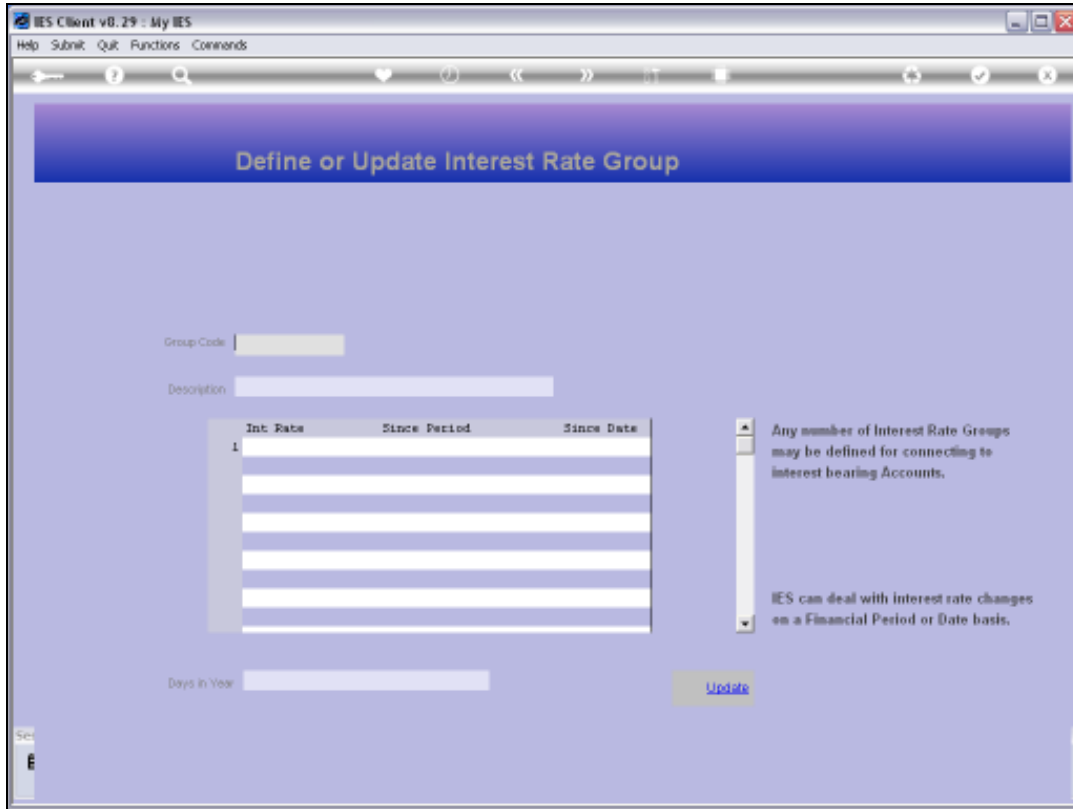 IES Client v8.29 : My IES
Help Submit Quit Functions Commands
Define or Update Interest Rate Group
Group Code
Description
Int Rate Since Period Since Date
1
Any number of Interest Rate Groups
may be defined for connecting to
interest bearing Accounts.
IES can deal with interest rate changes
on a Financial Period or Date basis.
Days in Year
Update